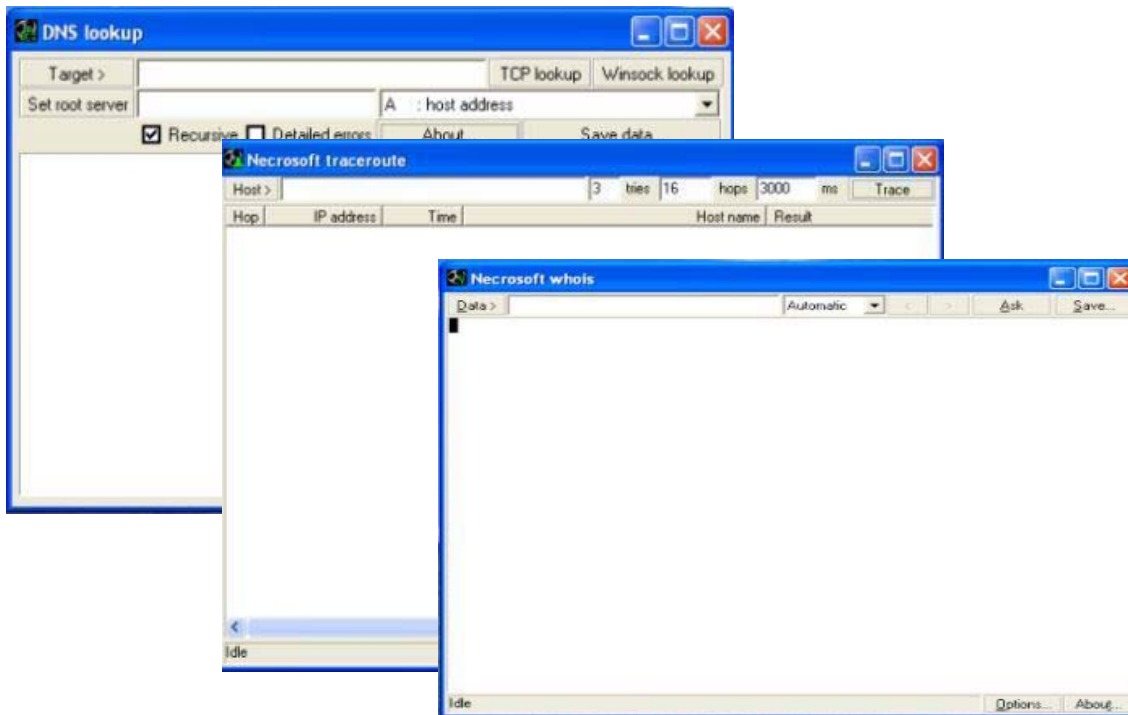 DNS lookup
Target >
TCP lookup
Winsock lookup
Set root server
A : host address
Recursive
Detailed errors
About
Save data
Necrosoft traceroute
Host >
3 tries 16 hops 3000 ms Trace
Hop IP address Time Host name Result
Idle
Necrosoft whois
Data > Automatic < > Ask Save...
Idle Options... About...